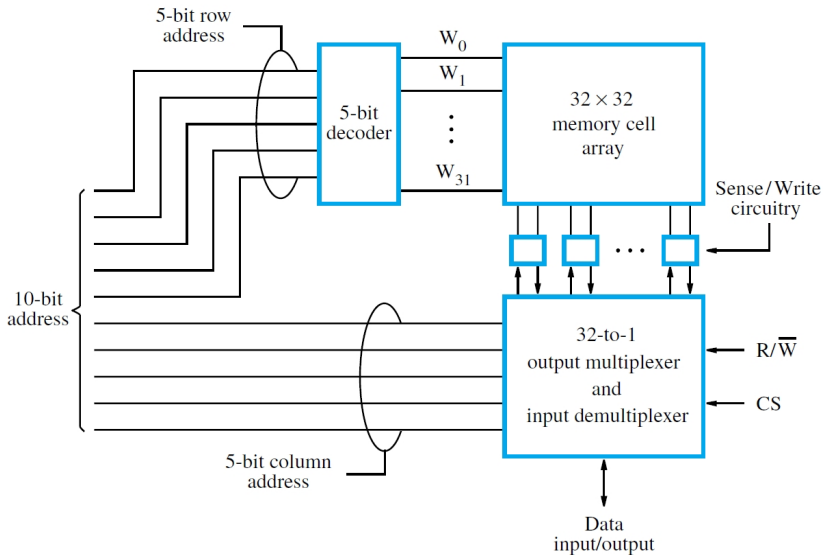 5-bit row
address
W0
W1
5-bit
decoder
W31
32 × 32
memory cell
array
Sense/Write
circuitry
10-bit
address
32-to-1
output multiplexer
and
input demultiplexer
R/W̅
CS
5-bit column
address
Data
input/output